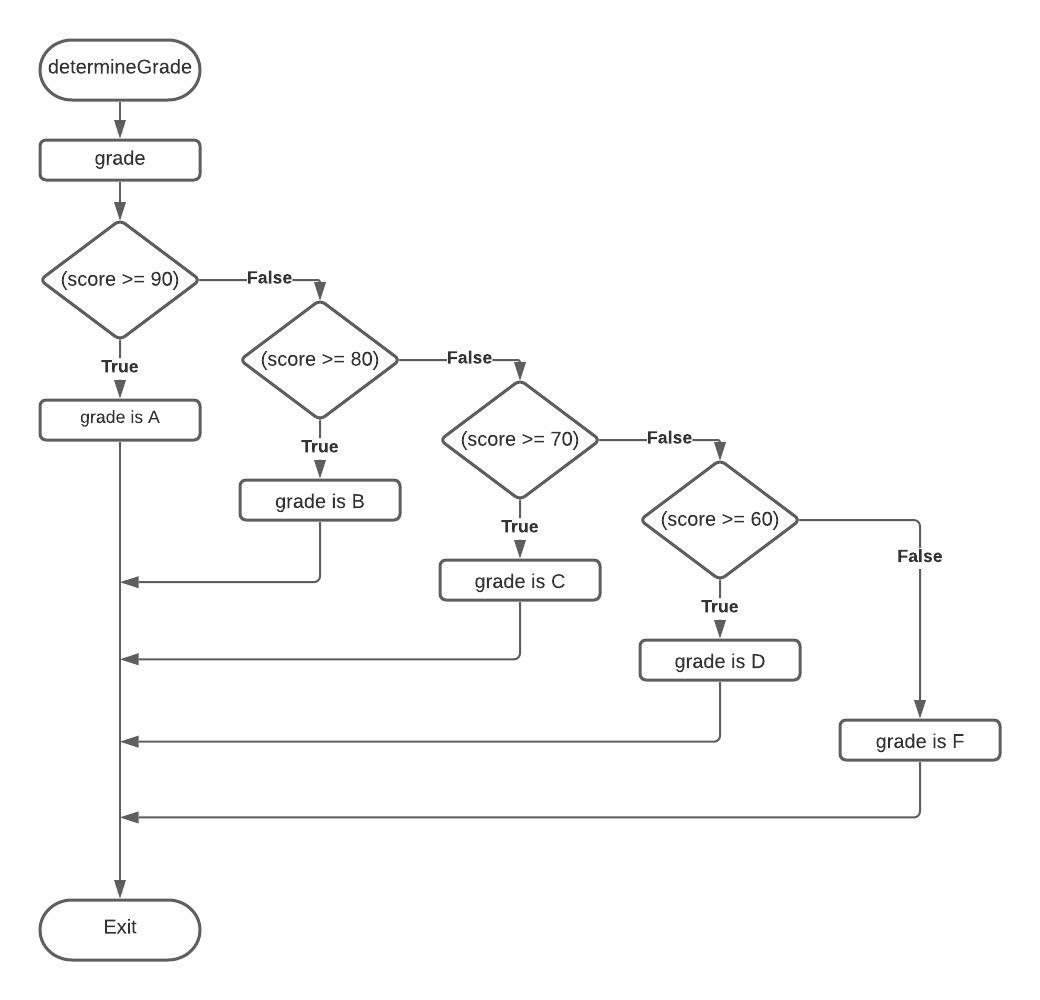 determineGrade
grade
(score >= 90)
False
True
grade is A
(score >= 80)
False
True
grade is B
(score >= 70)
False
True
grade is C
(score >= 60)
False
True
grade is D
grade is F
Exit